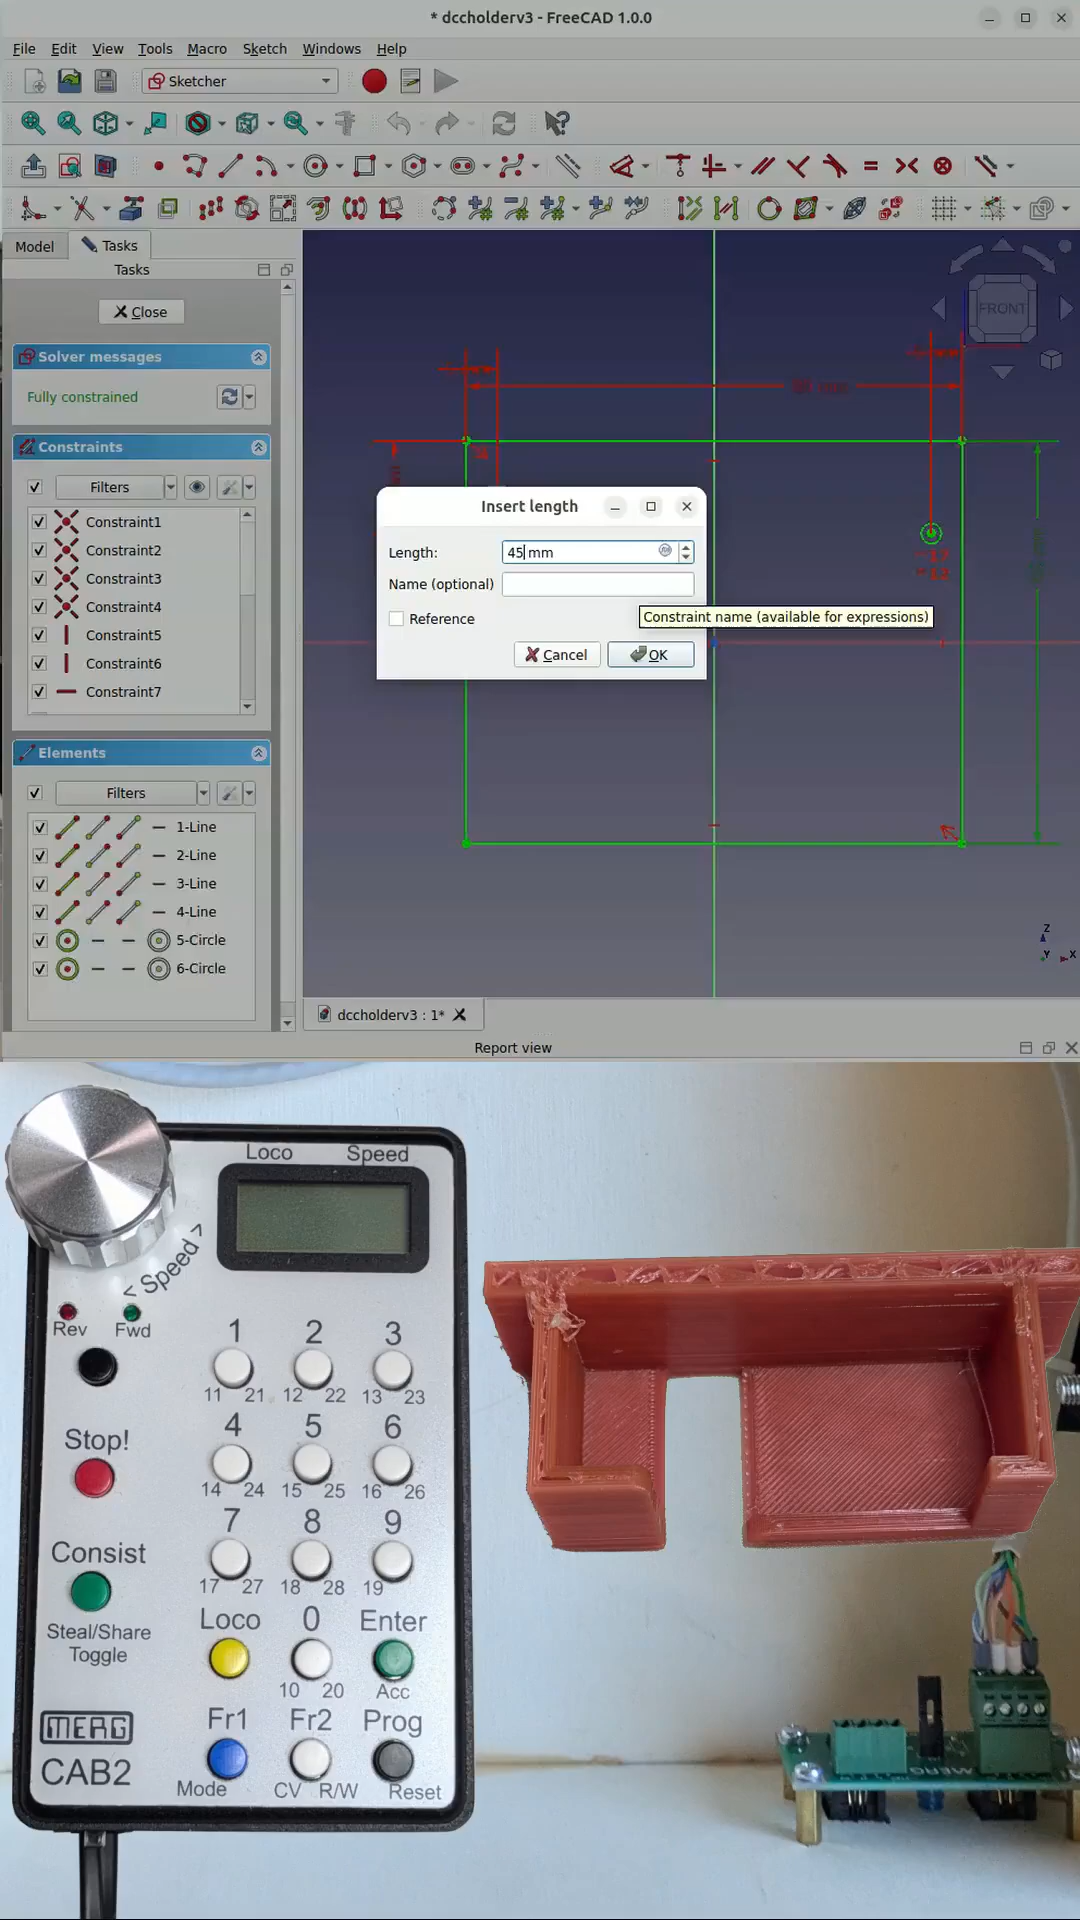 * dccholderv3 - FreeCAD 1.0.0
File Edit View Tools Macro Sketch Windows Help
Sketcher
Model Tasks
Tasks
Close
Solver messages
Fully constrained
Constraints
Filters
Constraint1
Constraint2
Constraint3
Constraint4
Constraint5
Constraint6
Constraint7
Elements
Filters
1-Line
2-Line
3-Line
4-Line
5-Circle
6-Circle
FRONT
Insert length
Length: 45 mm
Name (optional)
Reference
Constraint name (available for expressions)
Cancel OK
Z
Y X
dccholderv3 : 1*
Report view
Loco Speed
< Speed >
Rev Fwd
1 2 3
11 21 12 22 13 23
Stop!
4 5 6
14 24 15 25 16 26
Consist
7 8 9
17 27 18 28 19
Steal/Share
Toggle
Loco 0 Enter
10 20 Acc
MERG
CAB2
Fr1 Fr2 Prog
Mode CV R/W Reset
MERG